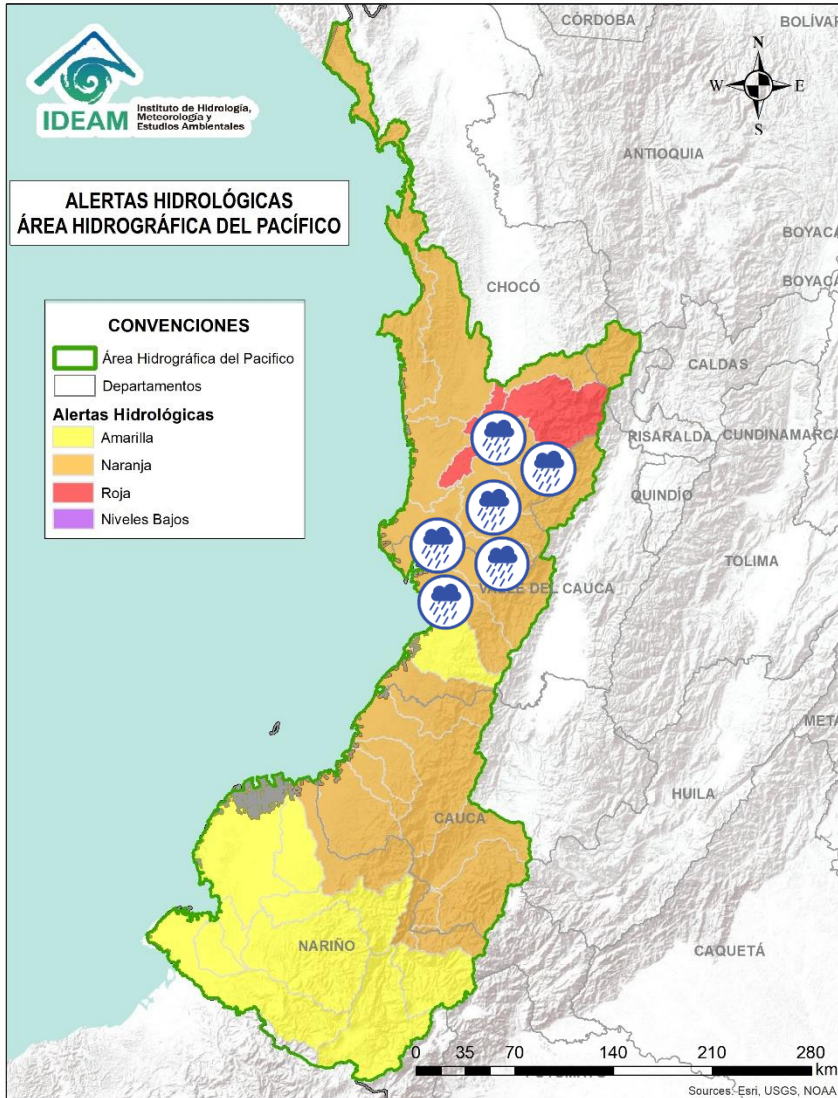 CÓRDOBA
BOLÍVAR
IDEAM
Instituto de Hidrología,
Meteorología y
Estudios Ambientales
N
W
E
S
ANTIOQUIA
ALERTAS HIDROLÓGICAS
ÁREA HIDROGRÁFICA DEL PACÍFICO
BOYACÁ
BOYACÁ
CHOCÓ
CONVENCIONES
Área Hidrográfica del Pacifico
Departamentos
Alertas Hidrológicas
Amarilla
Naranja
Roja
Niveles Bajos
CALDAS
RISARALDA
CUNDINAMARCA
QUINDÍO
TOLIMA
VALLE DEL CAUCA
META
HUILA
CAUCA
NARIÑO
CAQUETÁ
0 35 70 140 210 280
km
Sources: Esri, USGS, NOAA